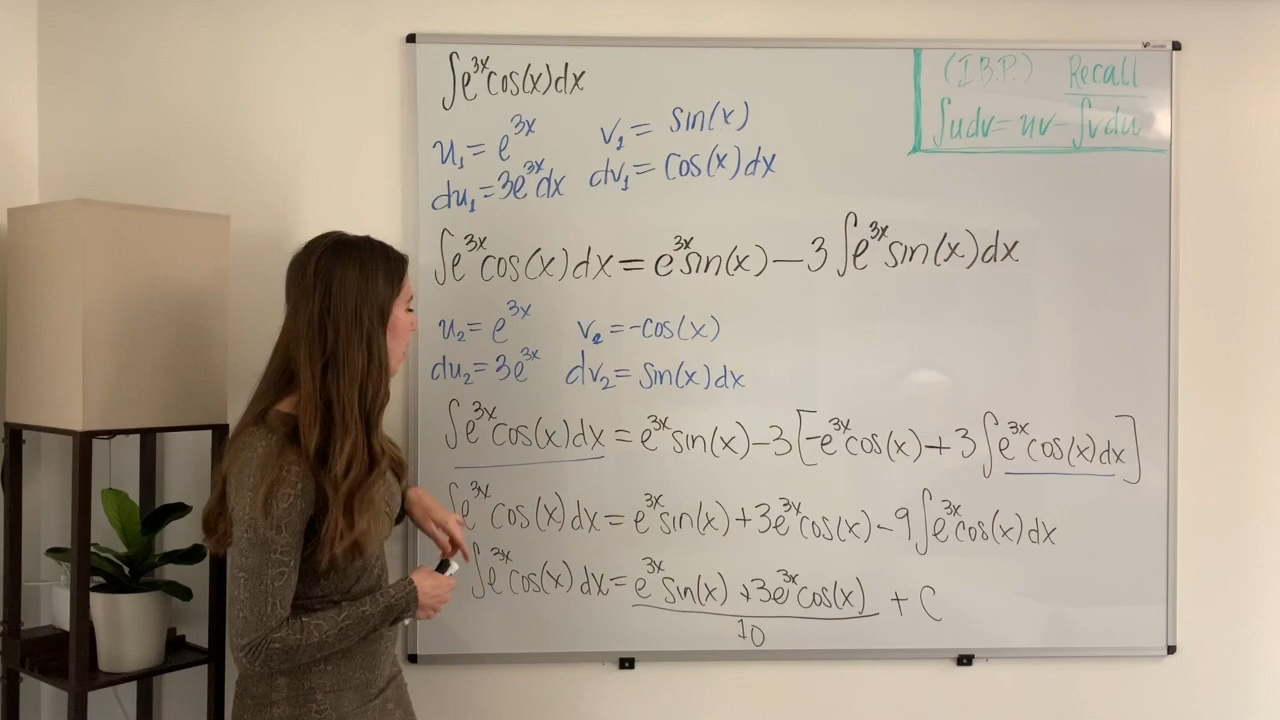 ∫e^{3x}cos(x)dx
(I.B.P.) Recall
∫udv = uv - ∫vdu
u₁ = e^{3x} v₁ = sin(x)
du₁ = 3e^{3x}dx dv₁ = cos(x)dx
∫e^{3x}cos(x)dx = e^{3x}sin(x) - 3∫e^{3x}sin(x)dx
u₂ = e^{3x} v₂ = -cos(x)
du₂ = 3e^{3x} dv₂ = sin(x)dx
∫e^{3x}cos(x)dx = e^{3x}sin(x) - 3[-e^{3x}cos(x) + 3∫e^{3x}cos(x)dx]
∫e^{3x}cos(x)dx = e^{3x}sin(x) + 3e^{3x}cos(x) - 9∫e^{3x}cos(x)dx
∫e^{3x}cos(x)dx = e^{3x}sin(x) + 3e^{3x}cos(x) + C
10